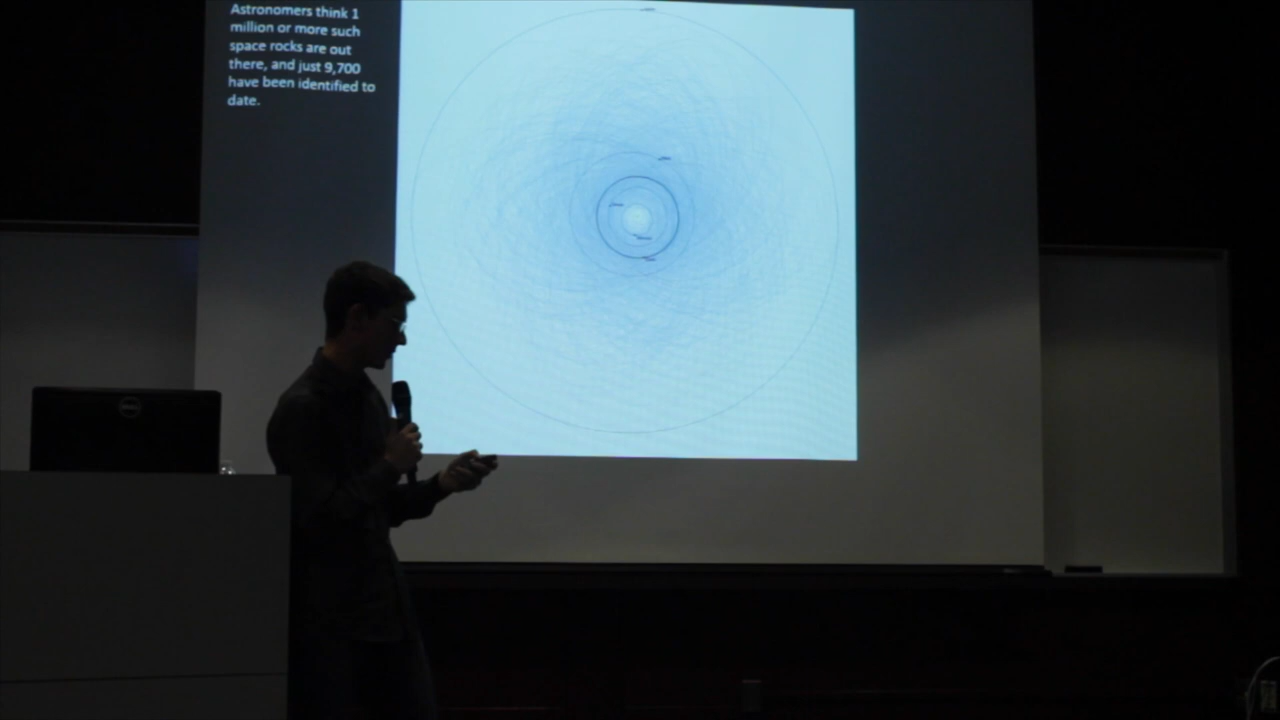 Astronomers think 1
million or more such
space rocks are out
there, and just 9,700
have been identified to
date.